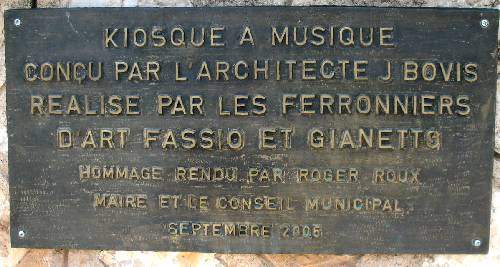 KIOSQUE A MUSIQUE
CONÇU PAR L'ARCHITECTE J BOVIS
REALISE PAR LES FERRONNIERS
D'ART FASSIO ET GIANETTO
HOMMAGE RENDU PAR ROGER ROUX
MAIRE ET LE CONSEIL MUNICIPAL
SEPTEMBRE 2005